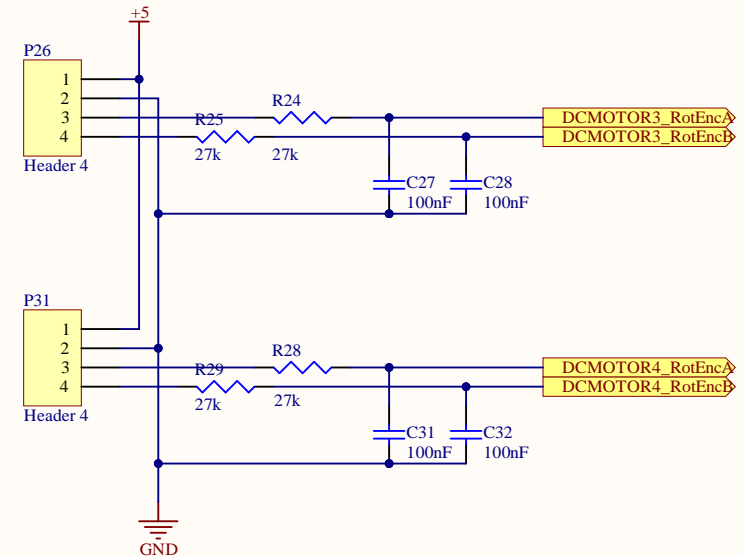 +5
P26
1
2
3
4
Header 4
R24
R25
27k
27k
DCMOTOR3_RotEncA
DCMOTOR3_RotEncB
C27
100nF
C28
100nF
P31
1
2
3
4
Header 4
R28
R29
27k
27k
DCMOTOR4_RotEncA
DCMOTOR4_RotEncB
C31
100nF
C32
100nF
GND